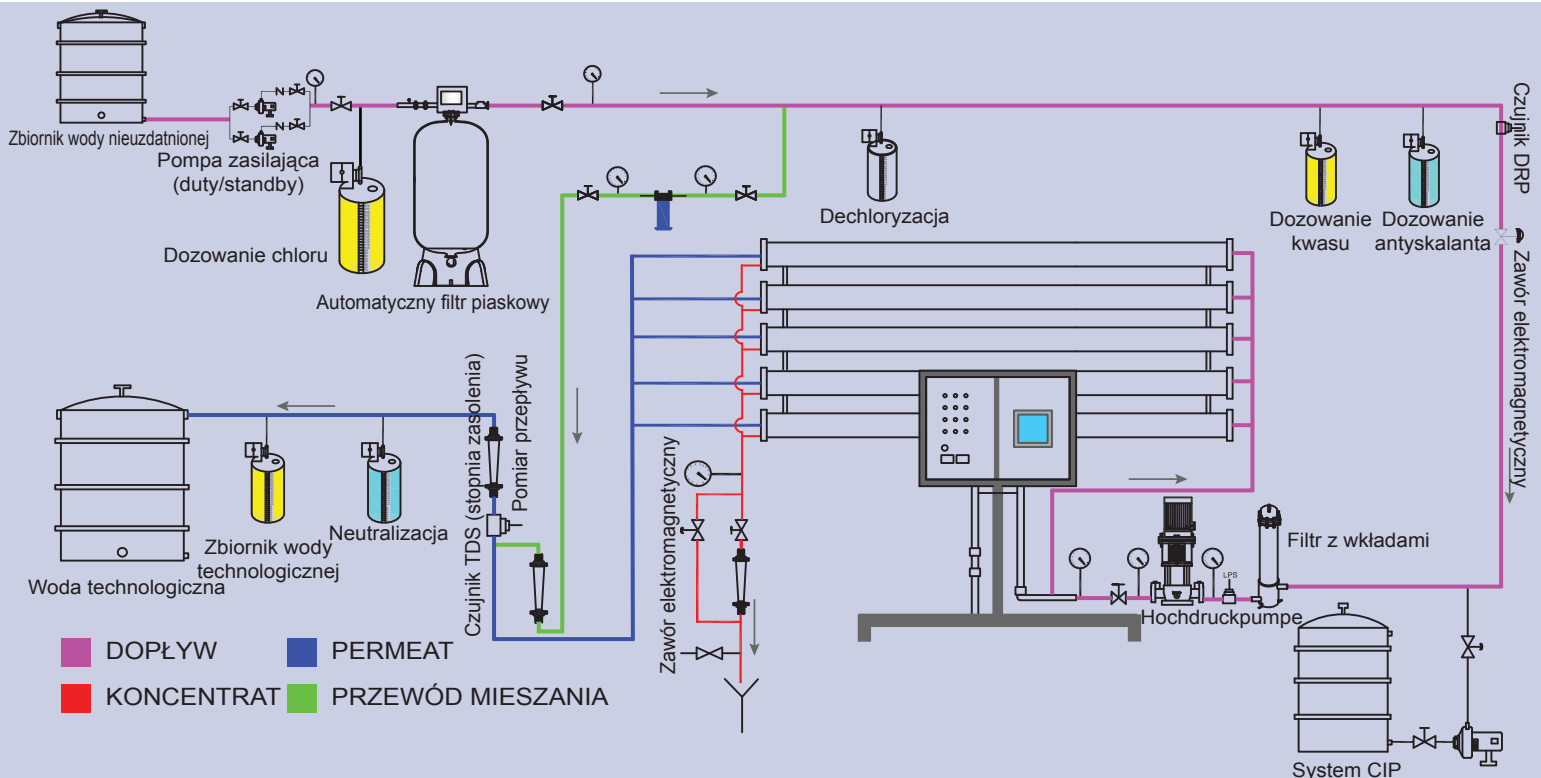 Zbiornik wody nieuzdatnionej
Pompa zasilająca
(duty/standby)
Dozowanie chloru
Automatyczny filtr piaskowy
Dechloryzacja
Dozowanie
kwasu
Dozowanie
antyskalanta
Czujnik DRP
Zawór elektromagnetyczny
Woda technologiczna
Zbiornik wody
technologicznej
Neutralizacja
Czujnik TDS (stopnia zasolenia)
Pomiar przepływu
Zawór elektromagnetyczny
LPS
Filtr z wkładami
Hochdruckpumpe
System CIP
DOPŁYW
PERMEAT
KONCENTRAT
PRZEWÓD MIESZANIA